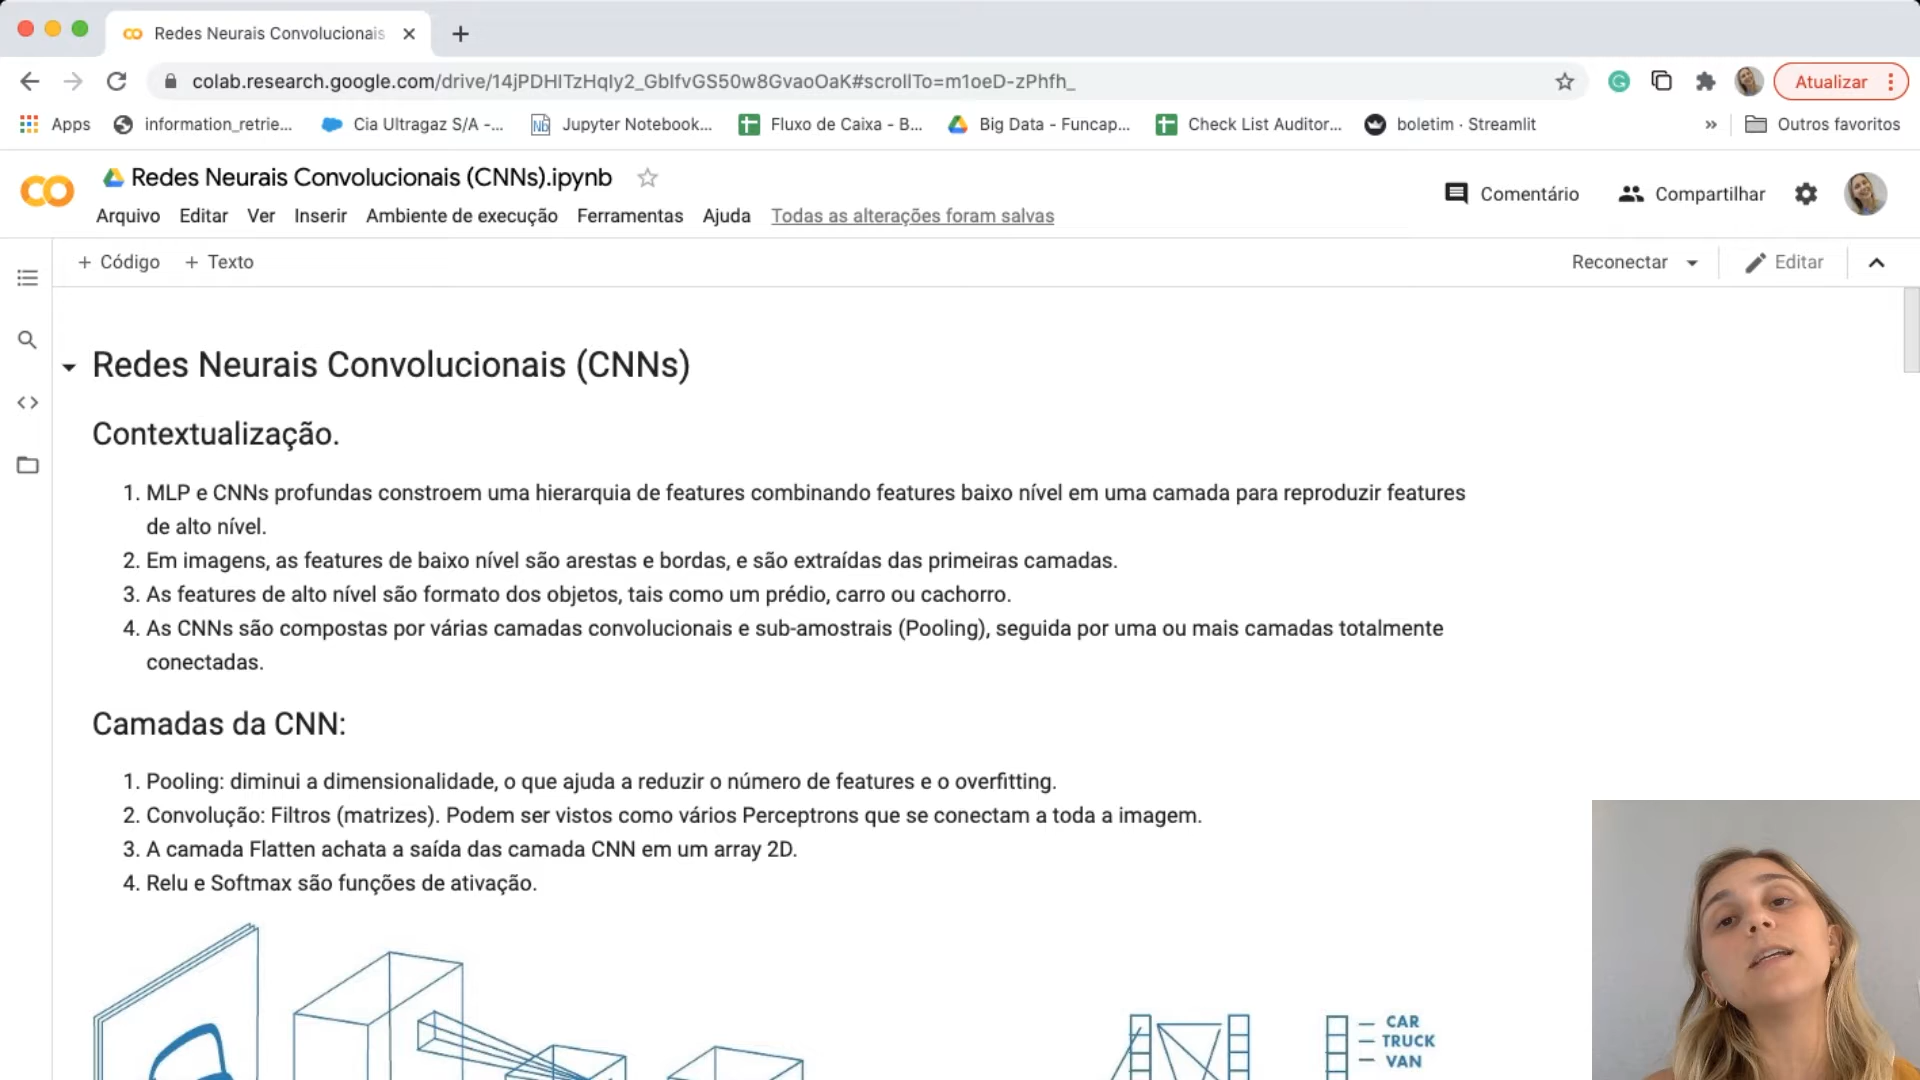 Redes Neurais Convolucionais
colab.research.google.com/drive/14jPDHITzHqIy2_GbIfvGS50w8GvaoOaK#scrollTo=m1oeD-zPhfh_
Atualizar
Apps
information_retrie...
Cia Ultragaz S/A -...
Jupyter Notebook...
Fluxo de Caixa - B...
Big Data - Funcap...
Check List Auditor...
boletim · Streamlit
»
Outros favoritos
Redes Neurais Convolucionais (CNNs).ipynb
Comentário
Compartilhar
Arquivo Editar Ver Inserir Ambiente de execução Ferramentas Ajuda Todas as alterações foram salvas
+ Código + Texto
Reconectar
Editar
Redes Neurais Convolucionais (CNNs)
Contextualização.
1. MLP e CNNs profundas constroem uma hierarquia de features combinando features baixo nível em uma camada para reproduzir features
de alto nível.
2. Em imagens, as features de baixo nível são arestas e bordas, e são extraídas das primeiras camadas.
3. As features de alto nível são formato dos objetos, tais como um prédio, carro ou cachorro.
4. As CNNs são compostas por várias camadas convolucionais e sub-amostrais (Pooling), seguida por uma ou mais camadas totalmente
conectadas.
Camadas da CNN:
1. Pooling: diminui a dimensionalidade, o que ajuda a reduzir o número de features e o overfitting.
2. Convolução: Filtros (matrizes). Podem ser vistos como vários Perceptrons que se conectam a toda a imagem.
3. A camada Flatten achata a saída das camada CNN em um array 2D.
4. Relu e Softmax são funções de ativação.
CAR
TRUCK
VAN